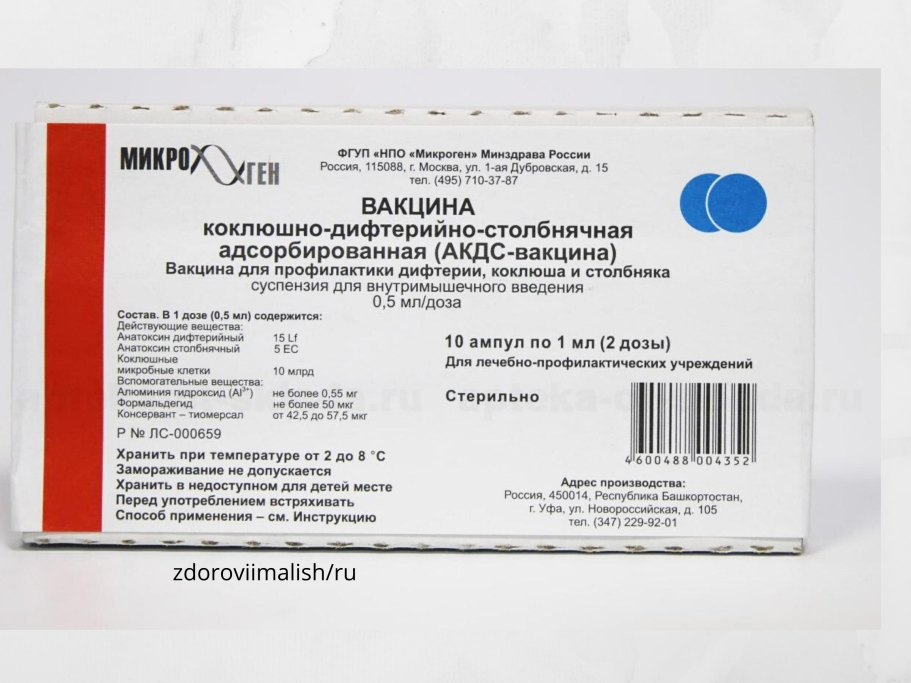 МИКРОГЕН
ФГУП «НПО «Микроген» Минздрава России
Россия, 115088, г. Москва, ул. 1-ая Дубровская, д. 15
тел. (495) 710-37-87
ВАКЦИНА
коклюшно-дифтерийно-столбнячная
адсорбированная (АКДС-вакцина)
Вакцина для профилактики дифтерии, коклюша и столбняка
суспензия для внутримышечного введения
0,5 мл/доза
Состав. В 1 дозе (0,5 мл) содержится:
Действующие вещества:
Анатоксин дифтерийный 15 Lf
Анатоксин столбнячный 5 ЕС
Коклюшные
микробные клетки 10 млрд
Вспомогательные вещества:
Алюминия гидроксид (Al³⁺) не более 0,55 мг
Формальдегид не более 50 мкг
Консервант – тиомерсал от 42,5 до 57,5 мкг
Р № ЛС-000659
Хранить при температуре от 2 до 8 °С
Замораживание не допускается
Хранить в недоступном для детей месте
Перед употреблением встряхивать
Способ применения – см. Инструкцию
10 ампул по 1 мл (2 дозы)
Для лечебно-профилактических учреждений
Стерильно
4 600488 004352
Адрес производства:
Россия, 450014, Республика Башкортостан,
г. Уфа, ул. Новороссийская, д. 105
тел. (347) 229-92-01
zdoroviimalish/ru